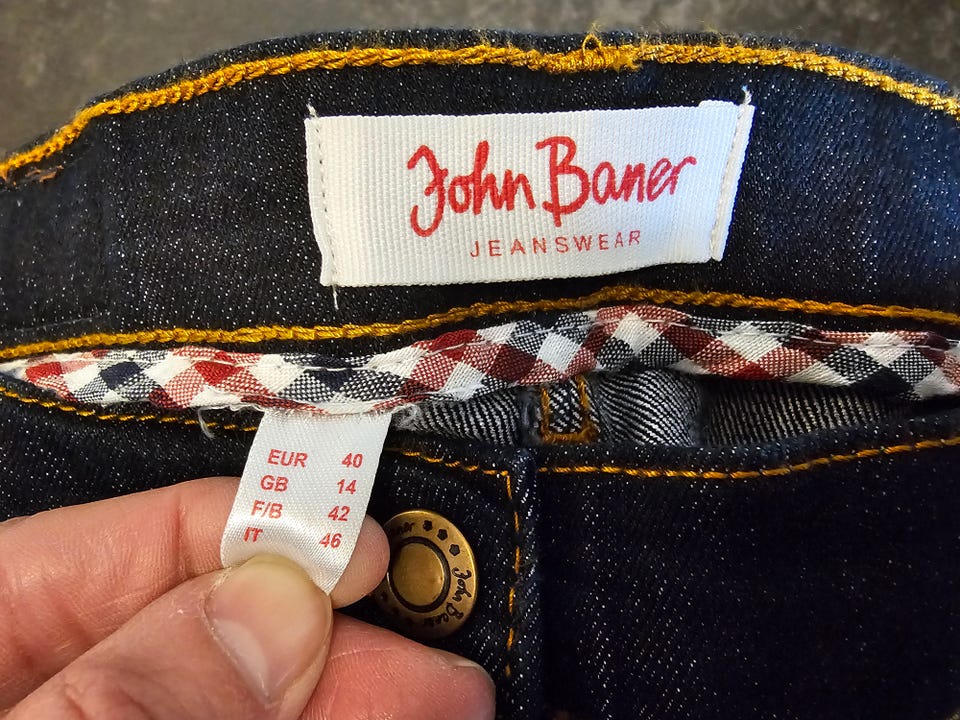 John Baner
JEANSWEAR
EUR 40
GB 14
F/B 42
IT 46
John Baner